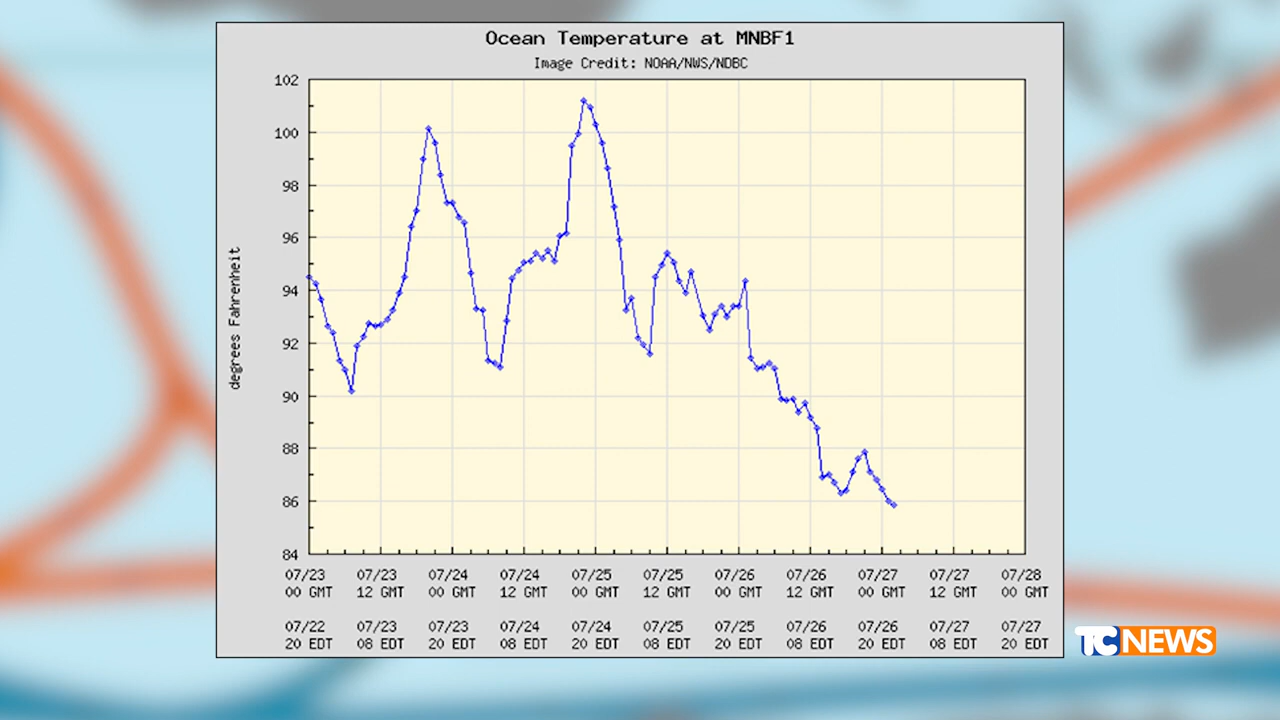 Ocean Temperature at MNBF1
Image Credit: NOAA/NWS/NDBC
degrees Fahrenheit
102
100
98
96
94
92
90
88
86
84
07/23 07/23 07/24 07/24 07/25 07/25 07/26 07/26 07/27 07/27 07/28
00 GMT 12 GMT 00 GMT 12 GMT 00 GMT 12 GMT 00 GMT 12 GMT 00 GMT 12 GMT 00 GMT
07/22 07/23 07/23 07/24 07/24 07/25 07/25 07/26 07/26 07/27 07/27
20 EDT 08 EDT 20 EDT 08 EDT 20 EDT 08 EDT 20 EDT 08 EDT 20 EDT 08 EDT 20 EDT
TC NEWS